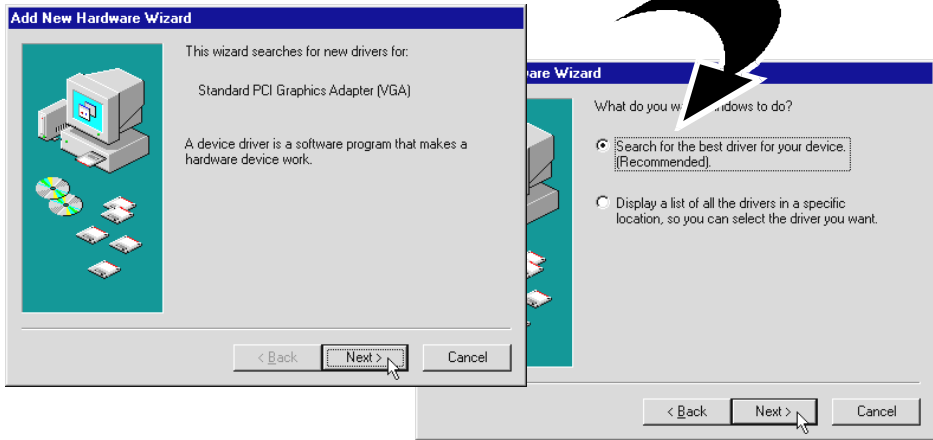 Add New Hardware Wizard
This wizard searches for new drivers for:
Standard PCI Graphics Adapter (VGA)
A device driver is a software program that makes a
hardware device work.
< Back Next > Cancel
Wizard
What do you
to do?
Search for the best driver for your device.
(Recommended).
Display a list of all the drivers in a specific
location, so you can select the driver you want.
< Back Next > Cancel